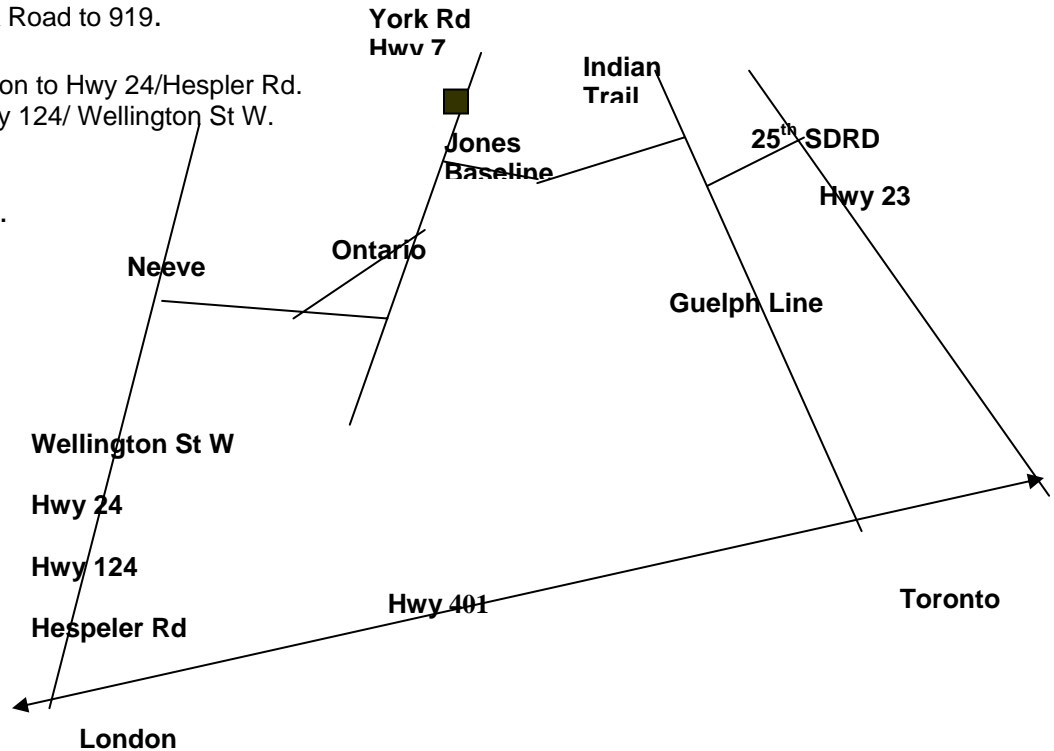 Road to 919.
York Rd
Hwy 7
on to Hwy 24/Hespler Rd.
y 124/ Wellington St W.
Indian
Trail
25th SDRD
Jones
Baseline
Hwy 23
.
Ontario
Neeve
Guelph Line
Wellington St W
Hwy 24
Hwy 124
Hwy 401
Toronto
Hespeler Rd
London